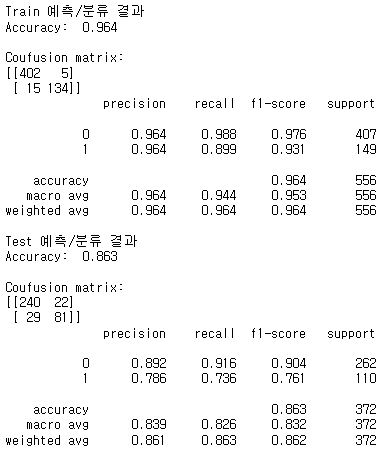 Train 예측/분류 결과
Accuracy: 0.964
Coufusion matrix:
[[402 5]
[ 15 134]]
precision recall f1-score support
0 0.964 0.988 0.976 407
1 0.964 0.899 0.931 149
accuracy 0.964 556
macro avg 0.964 0.944 0.953 556
weighted avg 0.964 0.964 0.964 556
Test 예측/분류 결과
Accuracy: 0.863
Coufusion matrix:
[[240 22]
[ 29 81]]
precision recall f1-score support
0 0.892 0.916 0.904 262
1 0.786 0.736 0.761 110
accuracy 0.863 372
macro avg 0.839 0.826 0.832 372
weighted avg 0.861 0.863 0.862 372